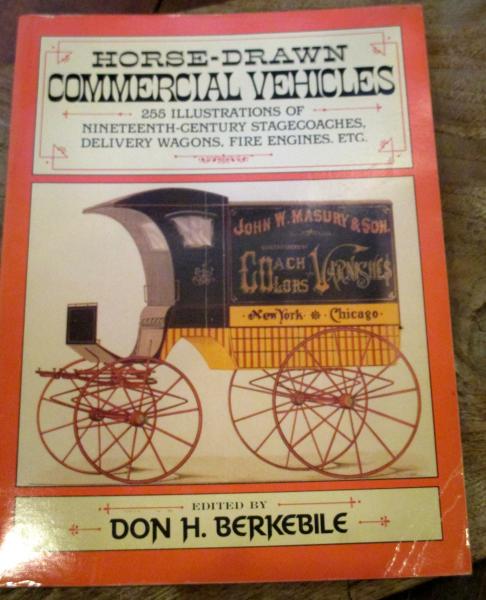 HORSE-DRAWN
COMMERCIAL VEHICLES
255 ILLUSTRATIONS OF
NINETEENTH-CENTURY STAGECOACHES,
DELIVERY WAGONS, FIRE ENGINES, ETC.
JOHN W. MASURY & SON
COACH COLORS VARNISHES
New York Chicago
EDITED BY
DON H. BERKEBILE